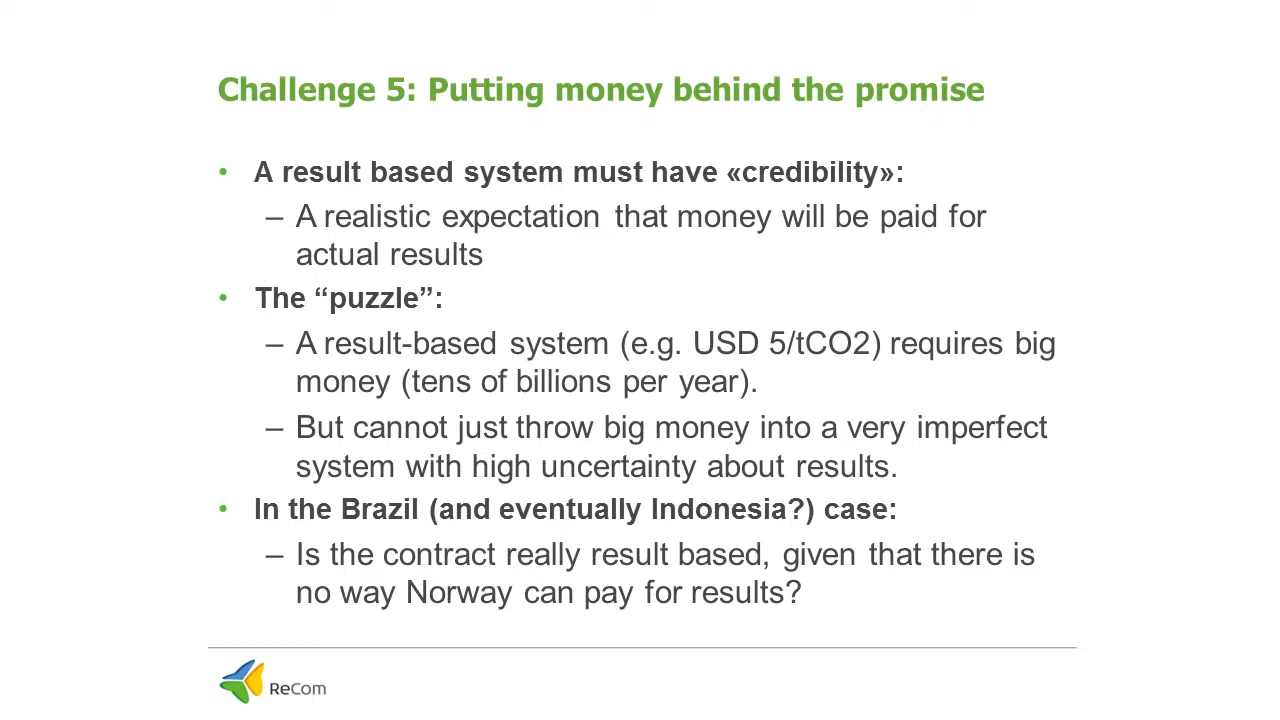 Challenge 5: Putting money behind the promise
• A result based system must have «credibility»:
– A realistic expectation that money will be paid for
actual results
• The “puzzle”:
– A result-based system (e.g. USD 5/tCO2) requires big
money (tens of billions per year).
– But cannot just throw big money into a very imperfect
system with high uncertainty about results.
• In the Brazil (and eventually Indonesia?) case:
– Is the contract really result based, given that there is
no way Norway can pay for results?
ReCom